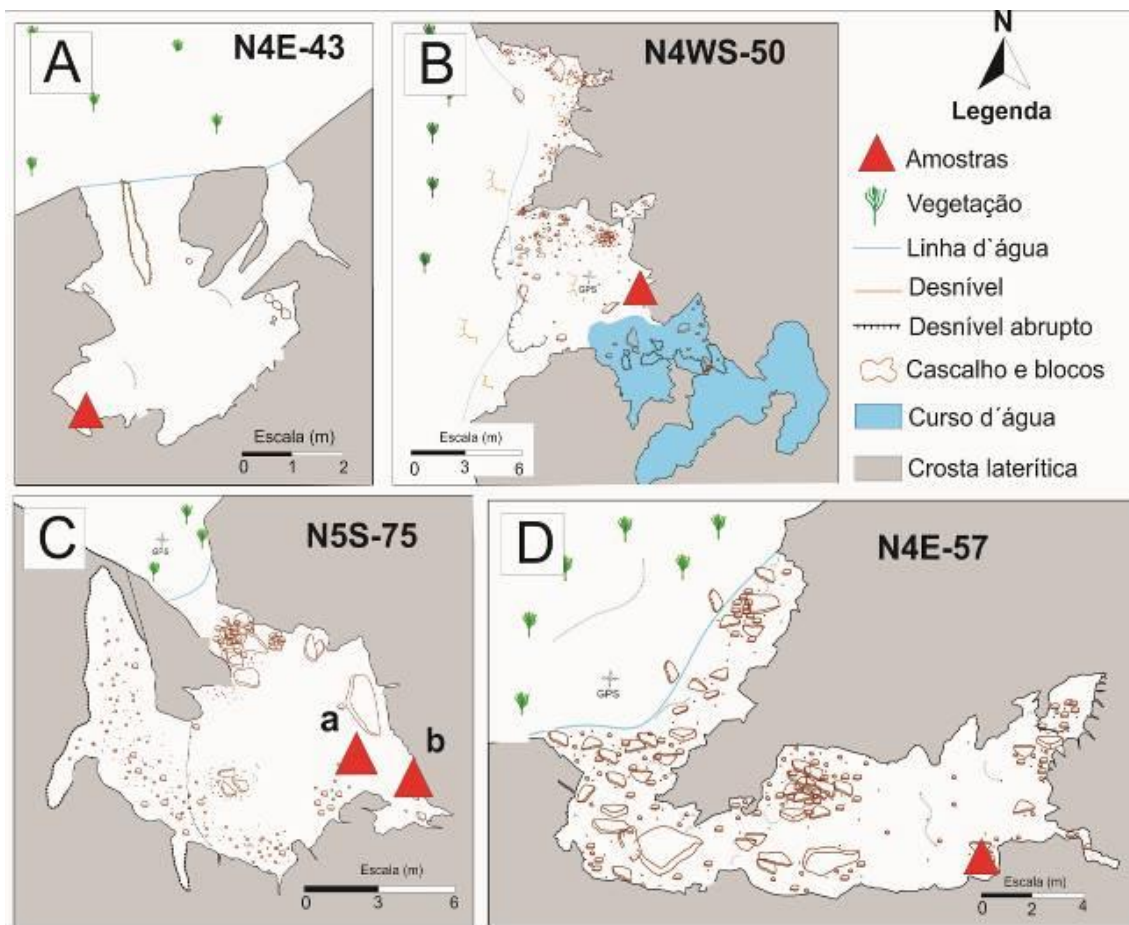 A
N4E-43
Escala (m)
0 1 2
B
N4WS-50
GPS
Escala (m)
0 3 6
N
Legenda
Amostras
Vegetação
Linha d`água
Desnível
Desnível abrupto
Cascalho e blocos
Curso d´água
Crosta laterítica
C
N5S-75
GPS
a
b
Escala (m)
0 3 6
D
N4E-57
GPS
Escala (m)
0 2 4